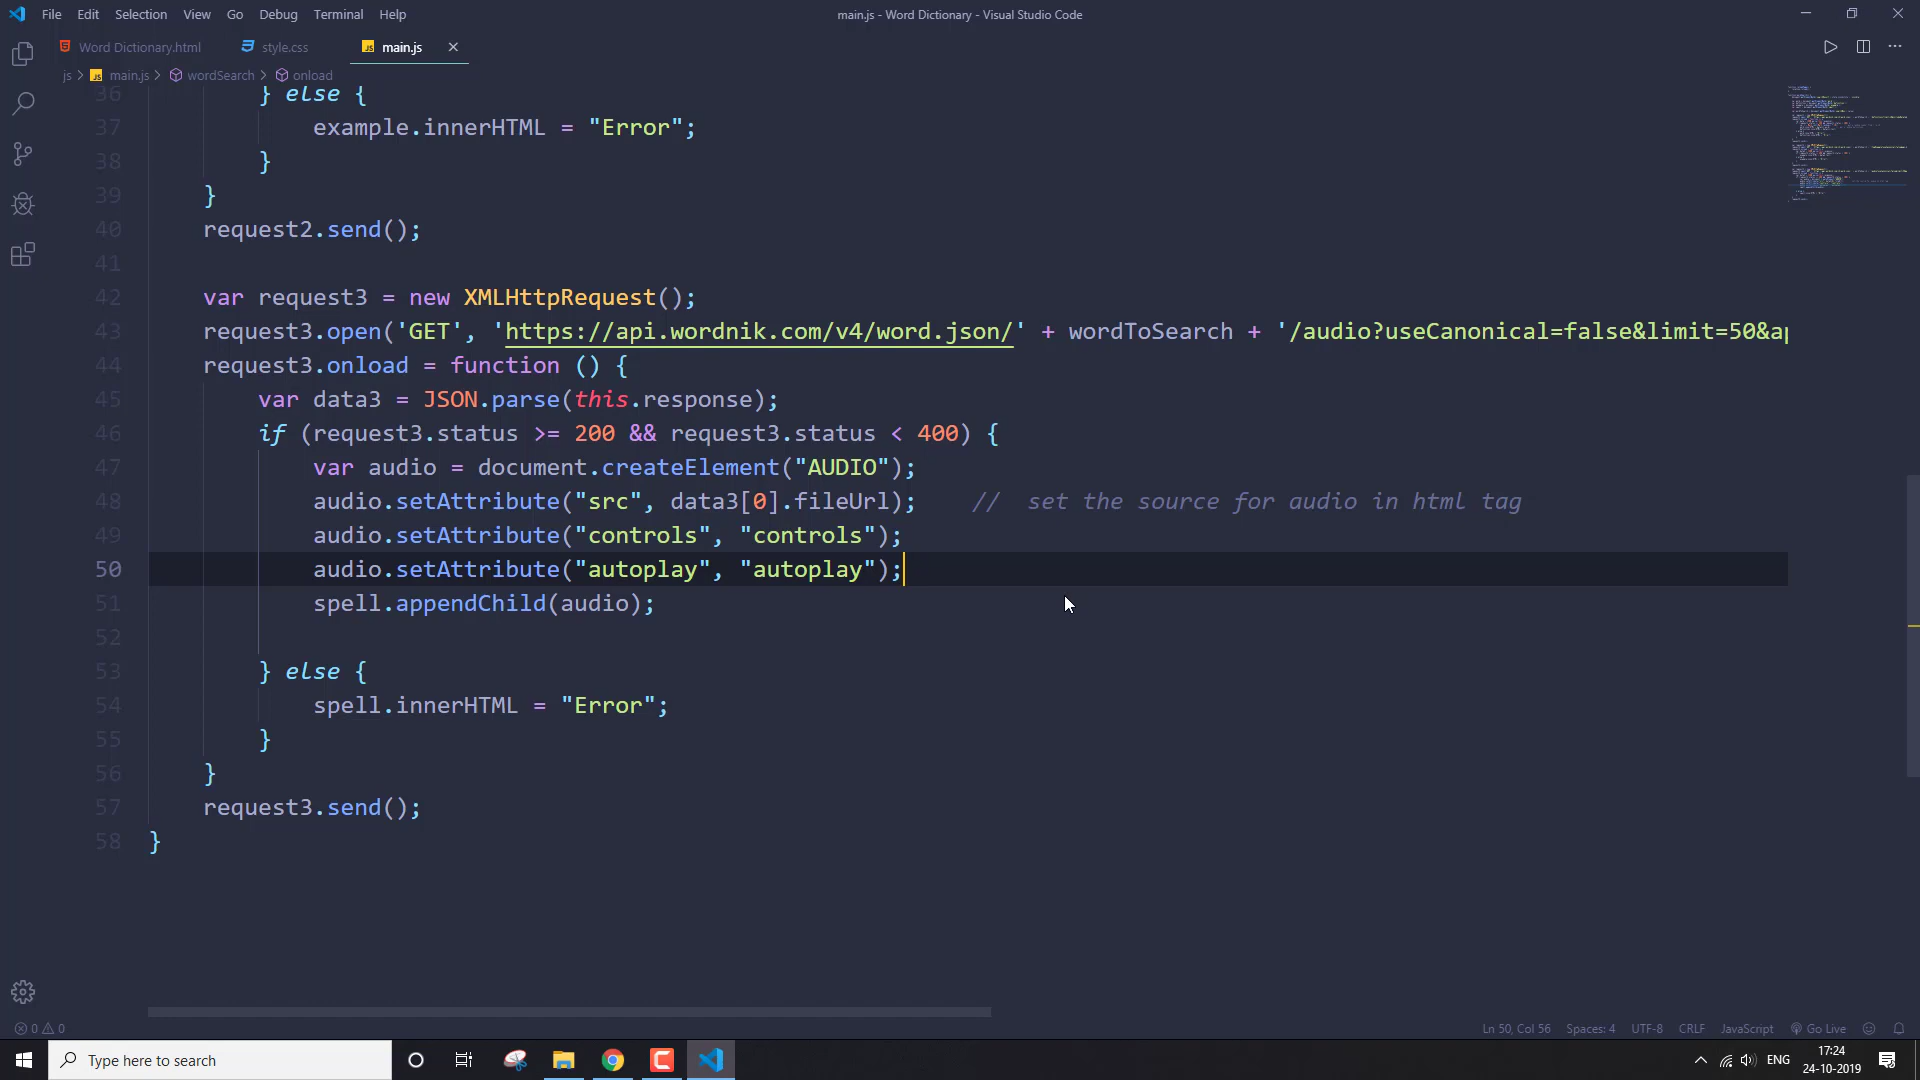 File Edit Selection View Go Debug Terminal Help
main.js - Word Dictionary - Visual Studio Code
Word Dictionary.html style.css JS main.js
js > JS main.js > wordSearch > onload
36 } else {
37 example.innerHTML = "Error";
38 }
39 }
40 request2.send();
41
42 var request3 = new XMLHttpRequest();
43 request3.open('GET', 'https://api.wordnik.com/v4/word.json/' + wordToSearch + '/audio?useCanonical=false&limit=50&ap
44 request3.onload = function () {
45 var data3 = JSON.parse(this.response);
46 if (request3.status >= 200 && request3.status < 400) {
47 var audio = document.createElement("AUDIO");
48 audio.setAttribute("src", data3[0].fileUrl); // set the source for audio in html tag
49 audio.setAttribute("controls", "controls");
50 audio.setAttribute("autoplay", "autoplay");
51 spell.appendChild(audio);
52
53 } else {
54 spell.innerHTML = "Error";
55 }
56 }
57 request3.send();
58 }
0 0
Ln 50, Col 56 Spaces: 4 UTF-8 CRLF JavaScript Go Live
Type here to search
ENG
17:24
24-10-2019